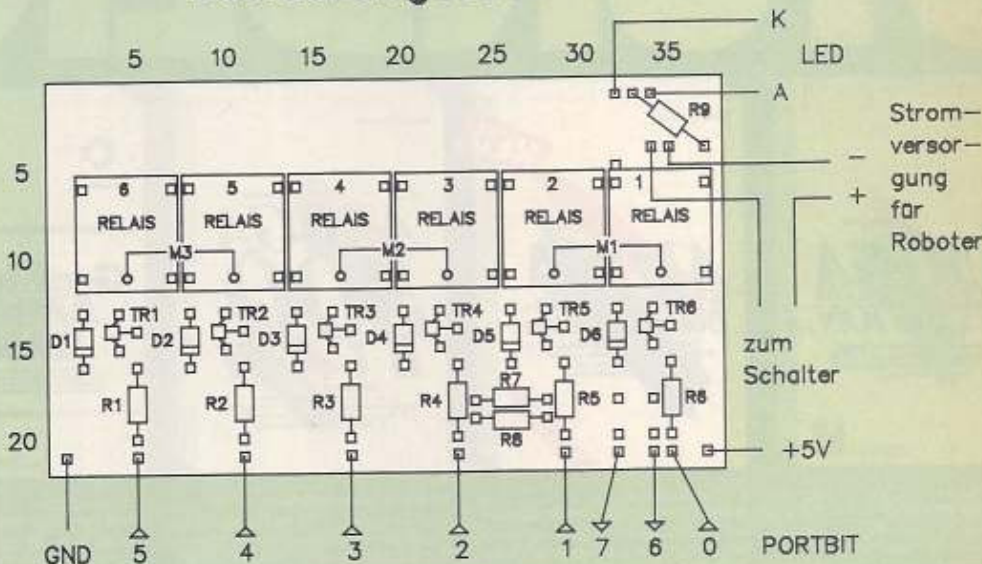 K
5 10 15 20 25 30 35 LED
A
R9
Strom-
versor-
gung
für
Roboter
−
+
5
6 5 4 3 2 1
RELAIS RELAIS RELAIS RELAIS RELAIS RELAIS
M3 M2 M1
10
TR1 TR2 TR3 TR4 TR5 TR6
D1 D2 D3 D4 D5 D6
15
zum
Schalter
R7
R1 R2 R3 R4 R5 R6
R8
20
+5V
GND 5 4 3 2 1 7 6 0 PORTBIT